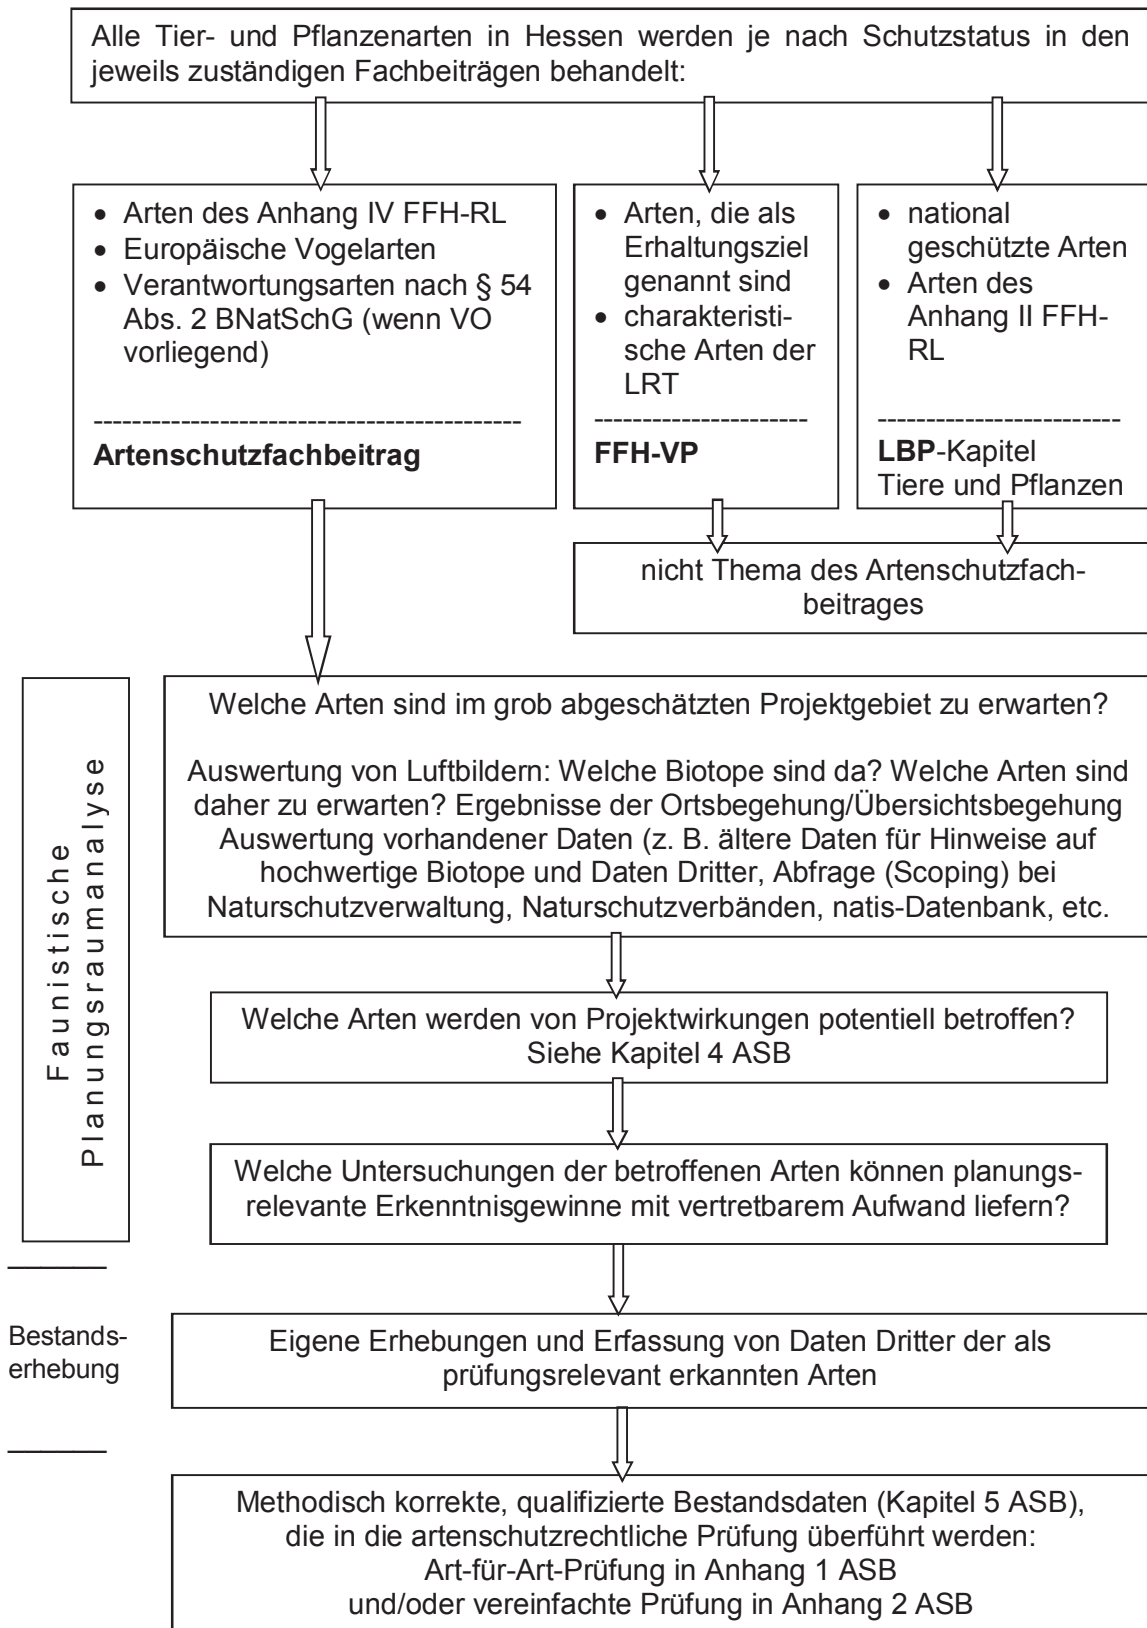 Alle Tier- und Pflanzenarten in Hessen werden je nach Schutzstatus in den
jeweils zuständigen Fachbeiträgen behandelt:
• Arten des Anhang IV FFH-RL
• Europäische Vogelarten
• Verantwortungsarten nach § 54
Abs. 2 BNatSchG (wenn VO
vorliegend)
--------------------------------------------
Artenschutzfachbeitrag
• Arten, die als
Erhaltungsziel
genannt sind
• charakteristi-
sche Arten der
LRT
----------------------
FFH-VP
• national
geschützte Arten
• Arten des
Anhang II FFH-
RL
-------------------------
LBP-Kapitel
Tiere und Pflanzen
nicht Thema des Artenschutzfach-
beitrages
Faunistische
Planungsraumanalyse
Welche Arten sind im grob abgeschätzten Projektgebiet zu erwarten?
Auswertung von Luftbildern: Welche Biotope sind da? Welche Arten sind
daher zu erwarten? Ergebnisse der Ortsbegehung/Übersichtsbegehung
Auswertung vorhandener Daten (z. B. ältere Daten für Hinweise auf
hochwertige Biotope und Daten Dritter, Abfrage (Scoping) bei
Naturschutzverwaltung, Naturschutzverbänden, natis-Datenbank, etc.
Welche Arten werden von Projektwirkungen potentiell betroffen?
Siehe Kapitel 4 ASB
Welche Untersuchungen der betroffenen Arten können planungs-
relevante Erkenntnisgewinne mit vertretbarem Aufwand liefern?
Bestands-
erhebung
Eigene Erhebungen und Erfassung von Daten Dritter der als
prüfungsrelevant erkannten Arten
Methodisch korrekte, qualifizierte Bestandsdaten (Kapitel 5 ASB),
die in die artenschutzrechtliche Prüfung überführt werden:
Art-für-Art-Prüfung in Anhang 1 ASB
und/oder vereinfachte Prüfung in Anhang 2 ASB